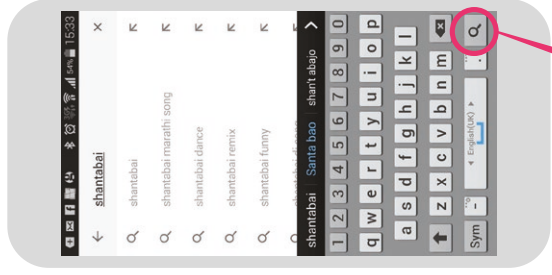 54% 15:33
shantabai
shantabai
shantabai marathi song
shantabai dance
shantabai remix
shantabai funny
shantabai Santa bao shan't abajo
1 2 3 4 5 6 7 8 9 0
q w e r t y u i o p
a s d f g h j k l
z x c v b n m
Sym English(UK)